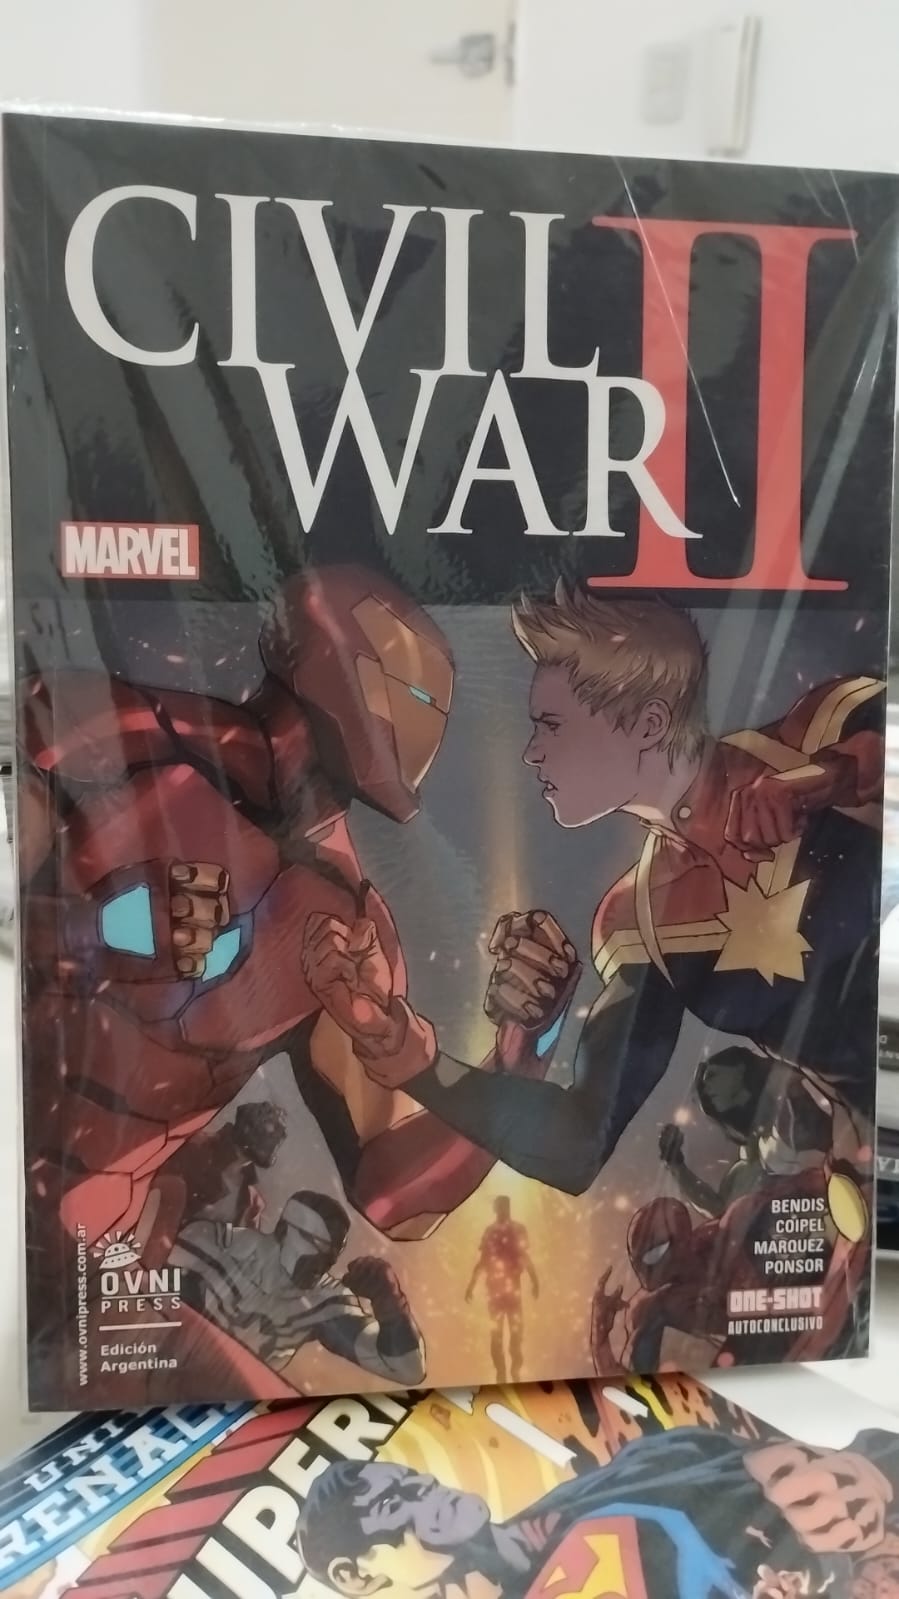 CIVIL
WAR
II
MARVEL
BENDIS
COIPEL
MARQUEZ
PONSOR
ONE-SHOT
AUTOCONCLUSIVO
www.ovnipress.com.ar
OVNI
PRESS
Edición
Argentina